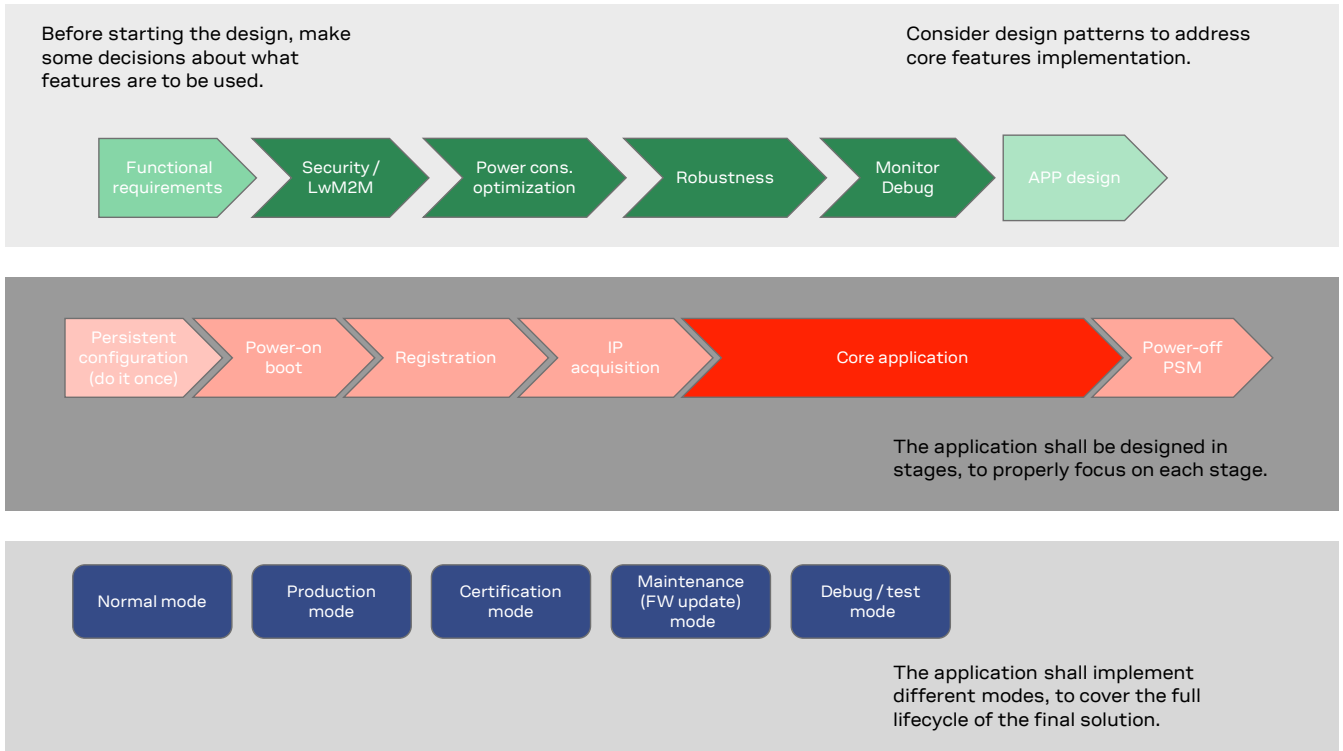 Before starting the design, make
some decisions about what
features are to be used.
Consider design patterns to address
core features implementation.
Functional
requirements
Security /
LwM2M
Power cons.
optimization
Robustness
Monitor
Debug
APP design
Persistent
configuration
(do it once)
Power-on
boot
Registration
IP
acquisition
Core application
Power-off
PSM
The application shall be designed in
stages, to properly focus on each stage.
Normal mode
Production
mode
Certification
mode
Maintenance
(FW update)
mode
Debug / test
mode
The application shall implement
different modes, to cover the full
lifecycle of the final solution.